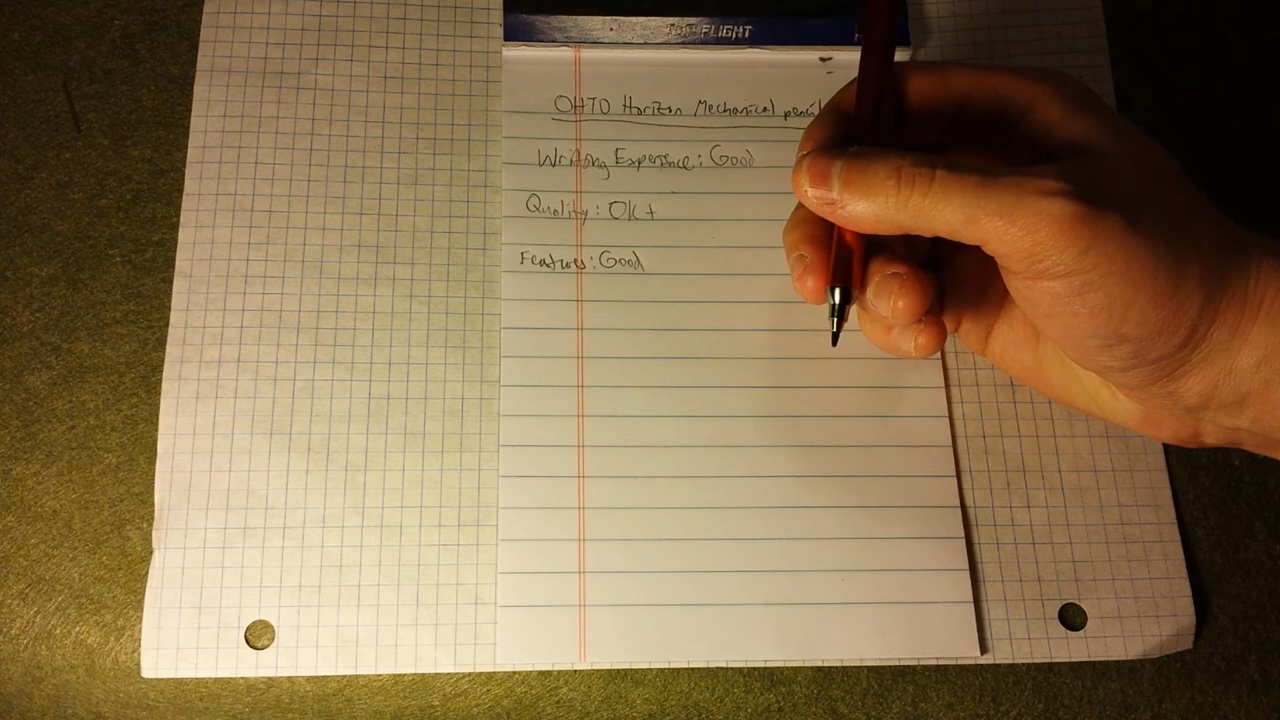 TOP FLIGHT
OHTO Horizon Mechanical pencil
Writing Experience: Good
Quality: OK+
Features: Good